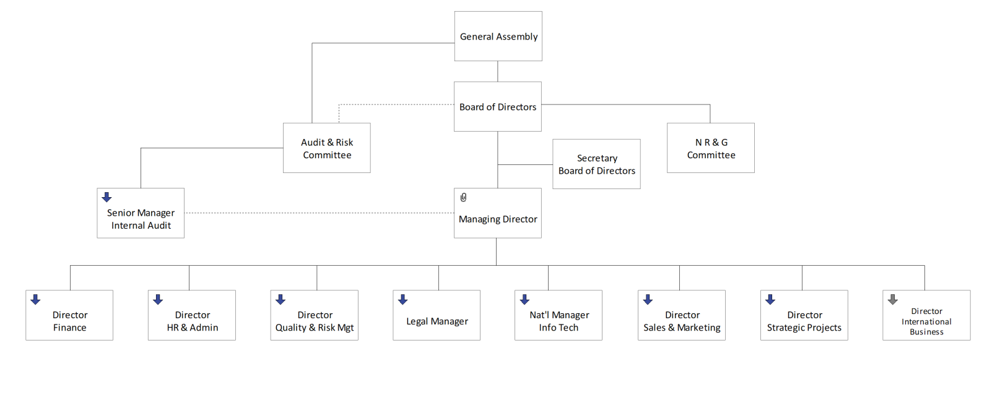 General Assembly
Board of Directors
Audit & Risk
Committee
N R & G
Committee
Secretary
Board of Directors
Senior Manager
Internal Audit
Managing Director
Director
Finance
Director
HR & Admin
Director
Quality & Risk Mgt
Legal Manager
Nat'l Manager
Info Tech
Director
Sales & Marketing
Director
Strategic Projects
Director
International
Business